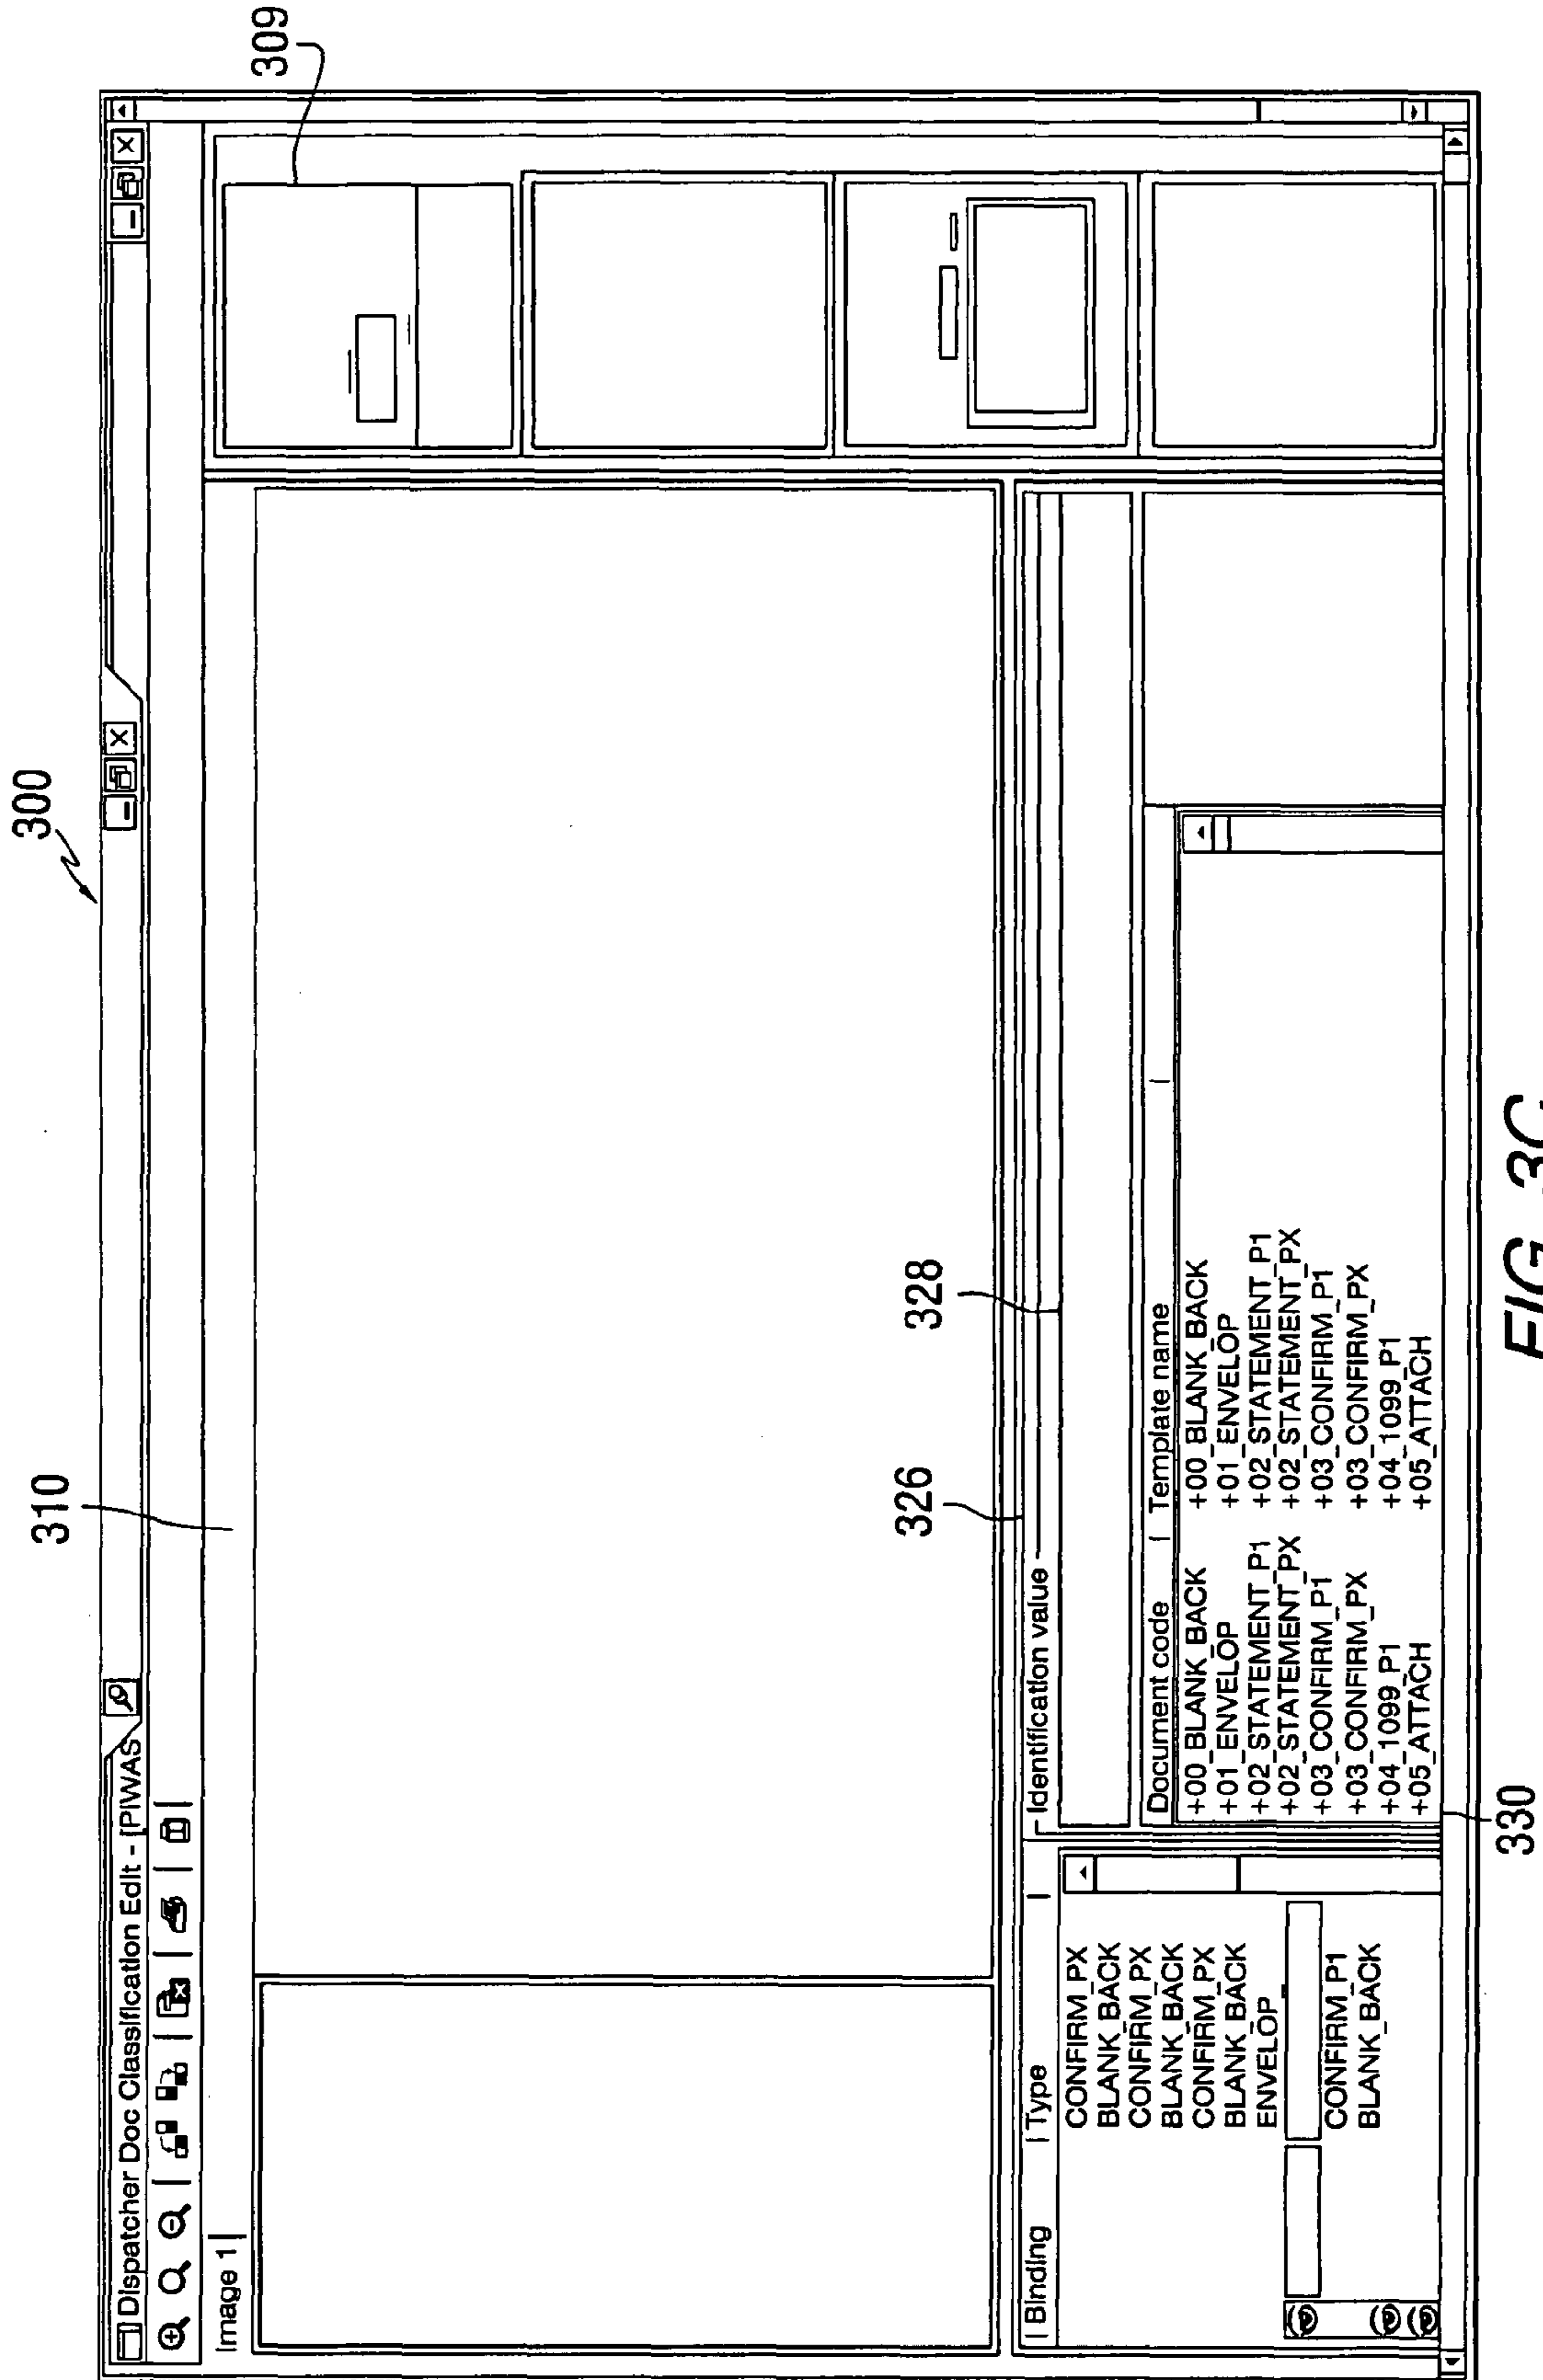 300
309
Dispatcher Doc Classification Edit - [PIWAS
Image 1
310
326
328
Binding | Type |
CONFIRM_PX
BLANK_BACK
CONFIRM_PX
BLANK_BACK
CONFIRM_PX
BLANK_BACK
ENVELOP
CONFIRM_P1
BLANK_BACK
Identification value
Document code | Template name |
+00_BLANK_BACK +00_BLANK_BACK
+01_ENVELOP +01_ENVELOP
+02_STATEMENT_P1 +02_STATEMENT_P1
+02_STATEMENT_PX +02_STATEMENT_PX
+03_CONFIRM_P1 +03_CONFIRM_P1
+03_CONFIRM_PX +03_CONFIRM_PX
+04_1099_P1 +04_1099_P1
+05_ATTACH +05_ATTACH
330
FIG. 3C